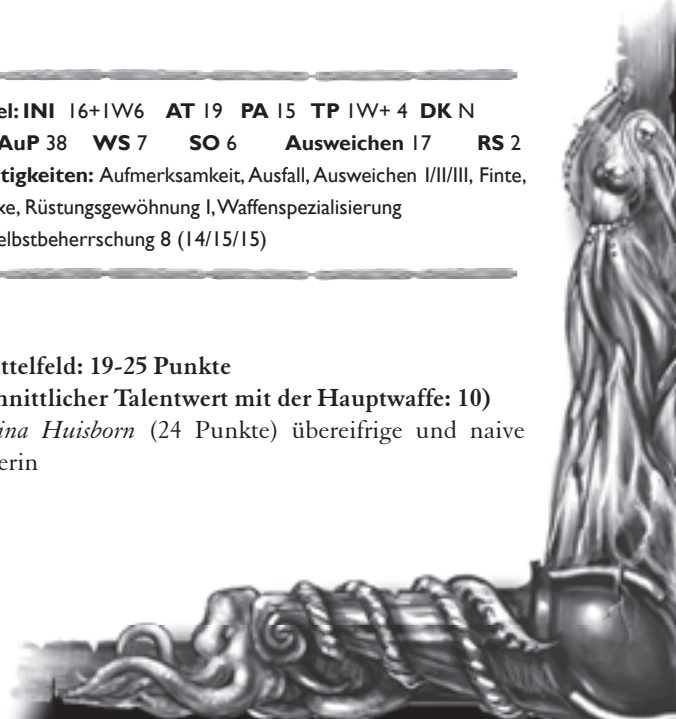 el: INI 16+1W6 AT 19 PA 15 TP 1W+ 4 DK N
AuP 38 WS 7 SO 6 Ausweichen 17 RS 2
tigkeiten: Aufmerksamkeit, Ausfall, Ausweichen I/II/III, Finte,
xe, Rüstungsgewöhnung I, Waffenspezialisierung
elbstbeherrschung 8 (14/15/15)
ttelfeld: 19-25 Punkte
hnittlicher Talentwert mit der Hauptwaffe: 10)
ina Huisborn (24 Punkte) übereifrige und naive
erin